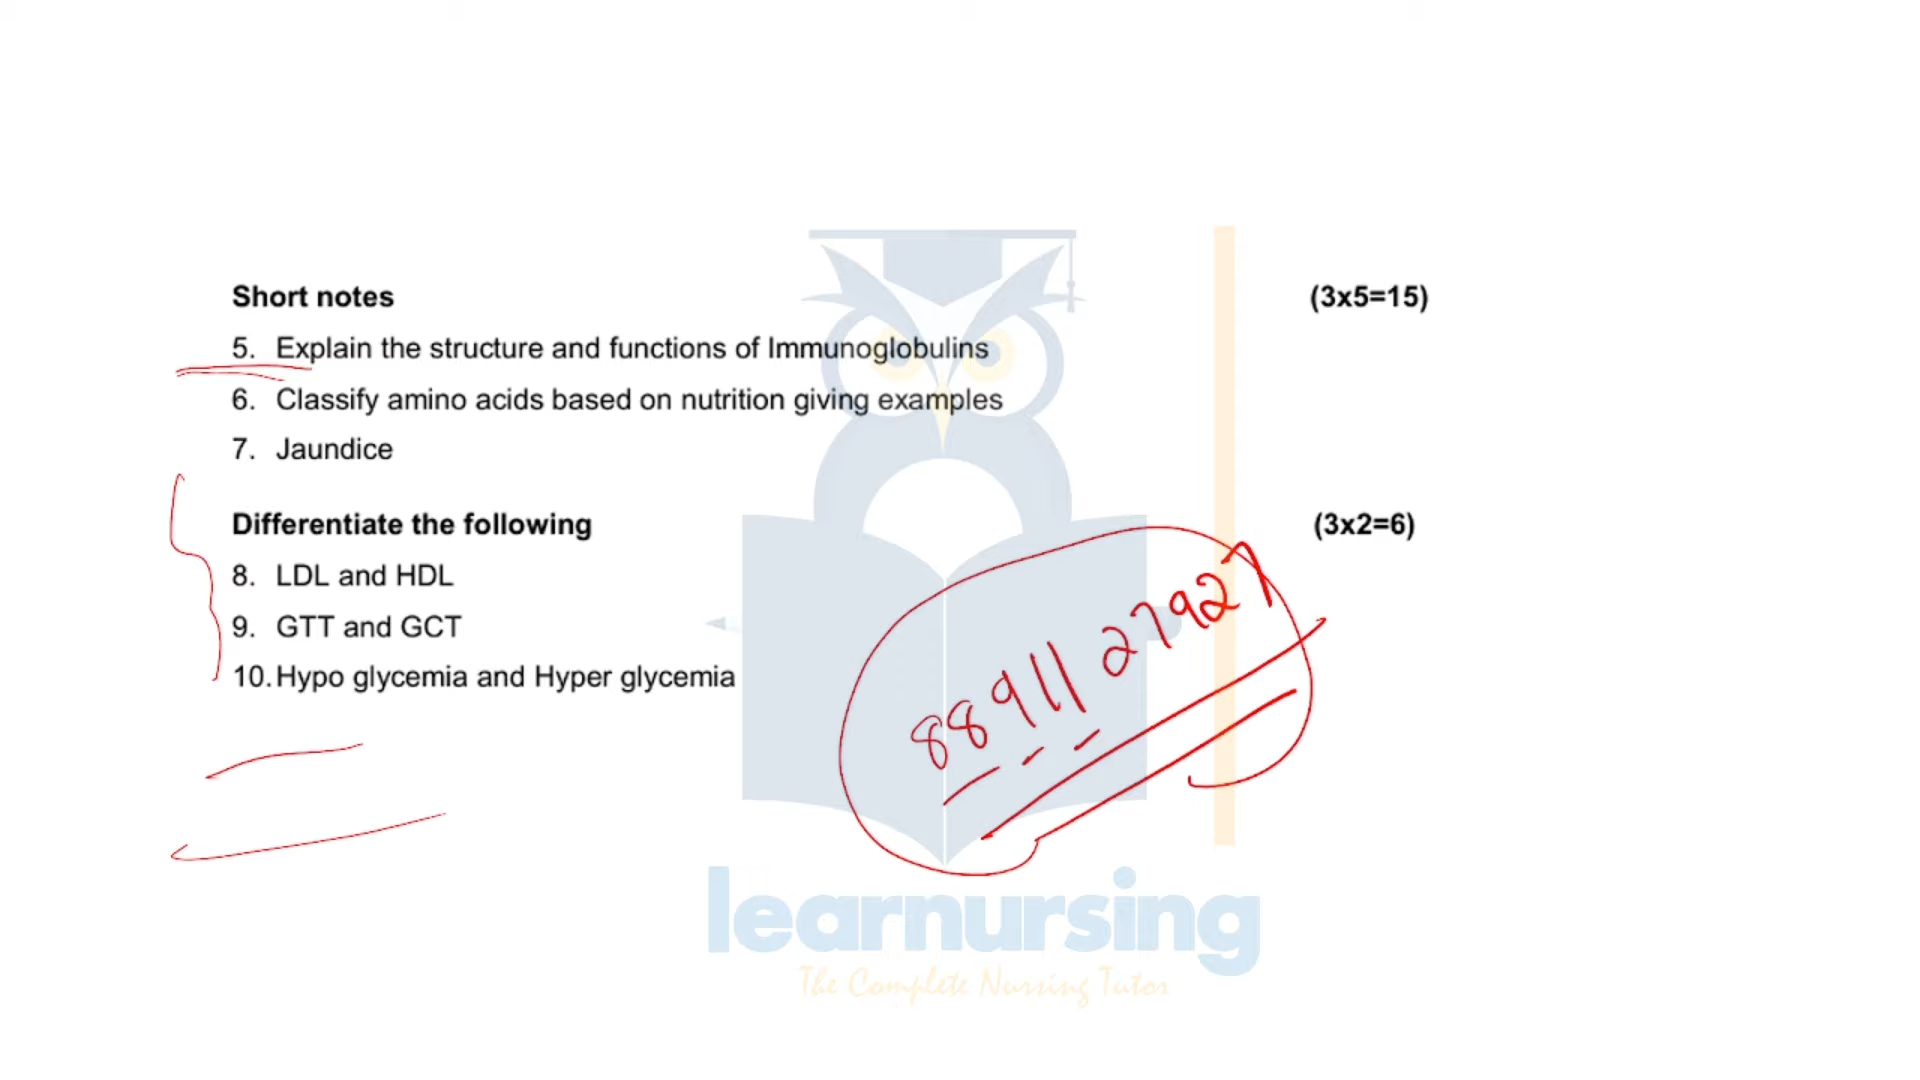 Short notes (3x5=15)
5. Explain the structure and functions of Immunoglobulins
6. Classify amino acids based on nutrition giving examples
7. Jaundice
Differentiate the following (3x2=6)
8. LDL and HDL
9. GTT and GCT
10. Hypo glycemia and Hyper glycemia
8891127927
learnursing
The Complete Nursing Tutor